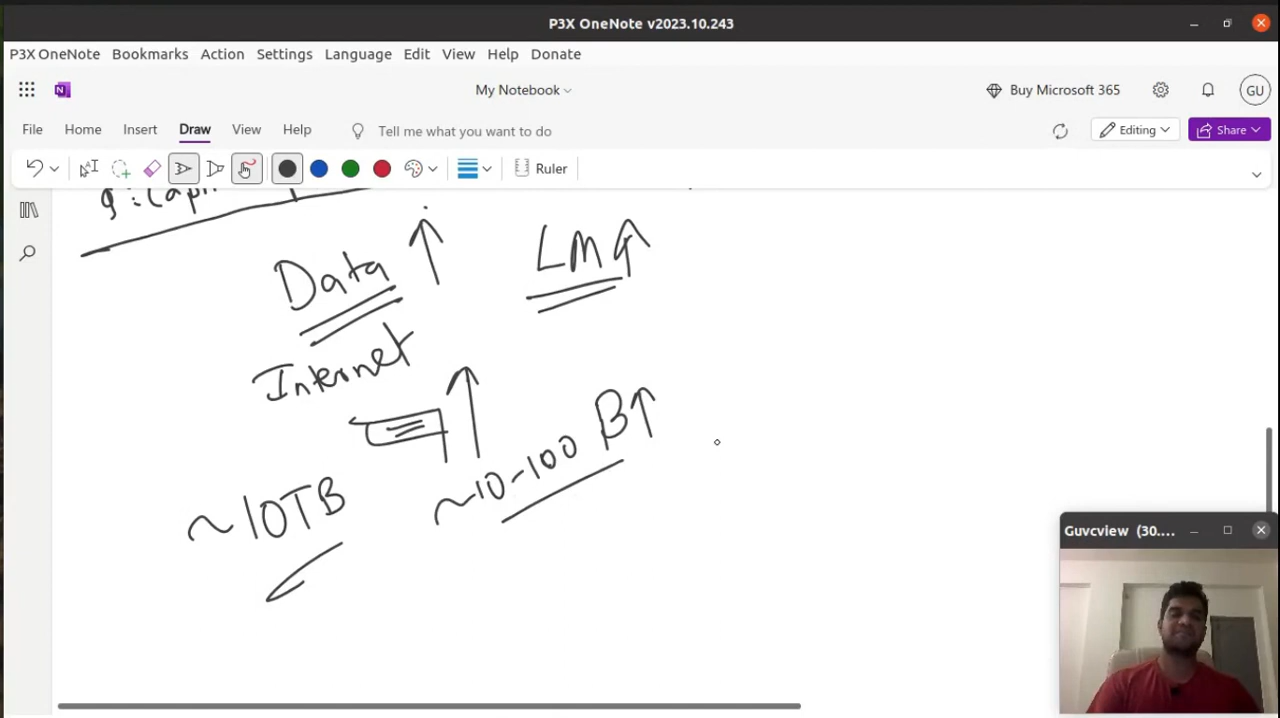 P3X OneNote v2023.10.243
P3X OneNote Bookmarks Action Settings Language Edit View Help Donate
My Notebook
Buy Microsoft 365
GU
File Home Insert Draw View Help Tell me what you want to do
Editing Share
Ruler
Data ↑ LM ↑
Internet
~10-100 B ↑
~10TB
Guvcview (30....